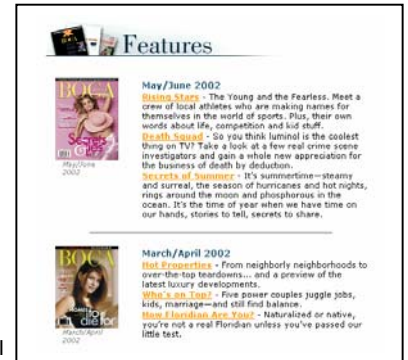 Features
BOCA
May/June
2002
May/June 2002
Rising Stars - The Young and the Fearless. Meet a
crew of local athletes who are making names for
themselves in the world of sports. Plus, their own
words about life, competition and kid stuff.
Death Squad - So you think luminol is the coolest
thing on TV? Take a look at a few real crime scene
investigators and gain a whole new appreciation for
the business of death by deduction.
Secrets of Summer - It's summertime—steamy
and surreal, the season of hurricanes and hot nights,
rings around the moon and phosphorous in the
ocean. It's the time of year when we have time on
our hands, stories to tell, secrets to share.
BOCA
HOMES
to die for
March/April
2002
March/April 2002
Hot Properties - From neighborly neighborhoods to
over-the-top teardowns... and a preview of the
latest luxury developments.
Who's on Top? - Five power couples juggle jobs,
kids, marriage—and still find balance.
How Floridian Are You? - Naturalized or native,
you're not a real Floridian unless you've passed our
little test.